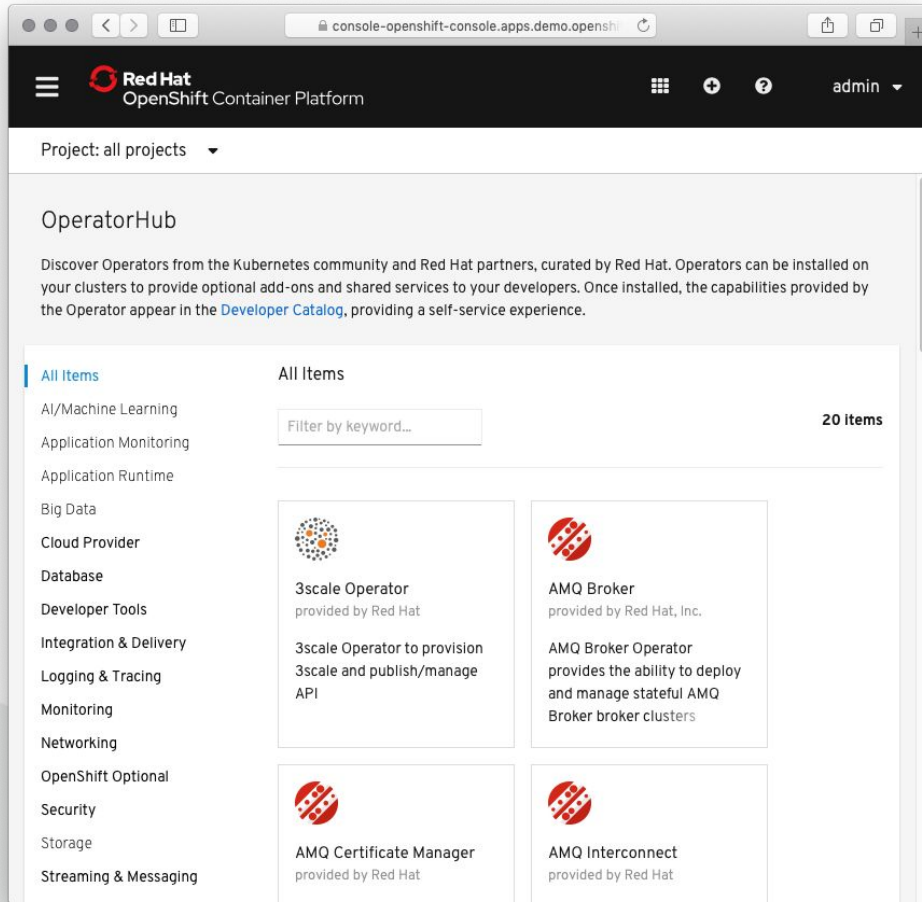 console-openshift-console.apps.demo.openshi
Red Hat
OpenShift Container Platform
admin
Project: all projects
OperatorHub
Discover Operators from the Kubernetes community and Red Hat partners, curated by Red Hat. Operators can be installed on
your clusters to provide optional add-ons and shared services to your developers. Once installed, the capabilities provided by
the Operator appear in the Developer Catalog, providing a self-service experience.
All Items
AI/Machine Learning
Application Monitoring
Application Runtime
Big Data
Cloud Provider
Database
Developer Tools
Integration & Delivery
Logging & Tracing
Monitoring
Networking
OpenShift Optional
Security
Storage
Streaming & Messaging
All Items
Filter by keyword...
20 items
3scale Operator
provided by Red Hat
3scale Operator to provision
3scale and publish/manage
API
AMQ Broker
provided by Red Hat, Inc.
AMQ Broker Operator
provides the ability to deploy
and manage stateful AMQ
Broker broker clusters
AMQ Certificate Manager
provided by Red Hat
AMQ Interconnect
provided by Red Hat